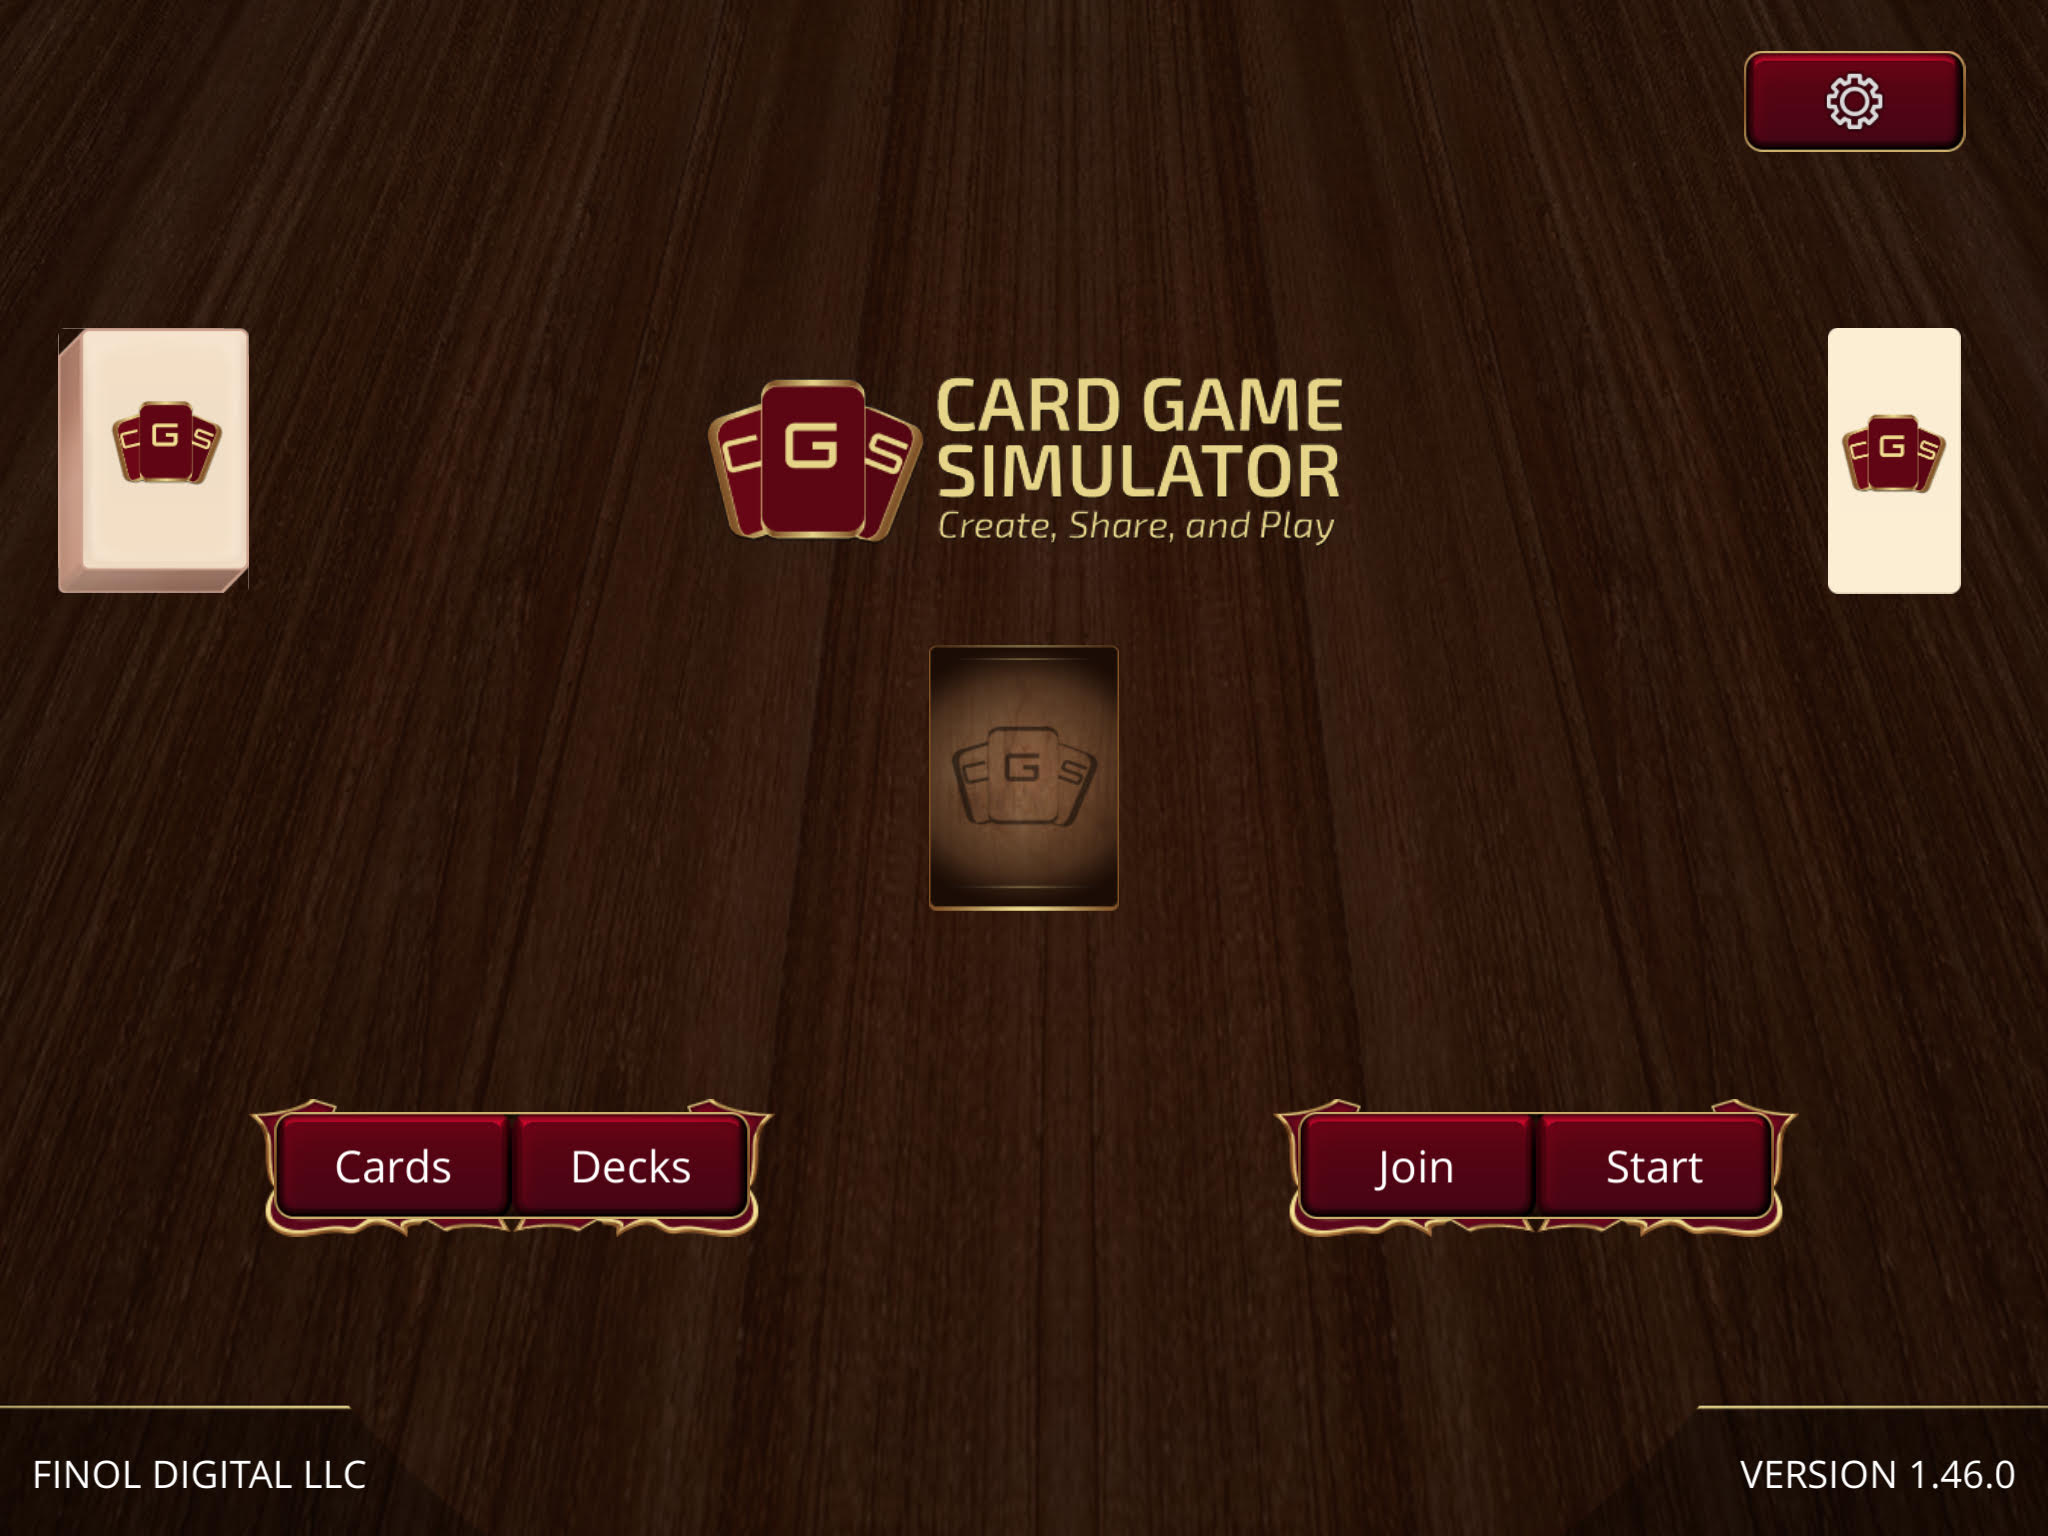 CGS
CARD GAME
SIMULATOR
Create, Share, and Play
CGS
CGS
CGS
Cards
Decks
Join
Start
FINOL DIGITAL LLC
VERSION 1.46.0